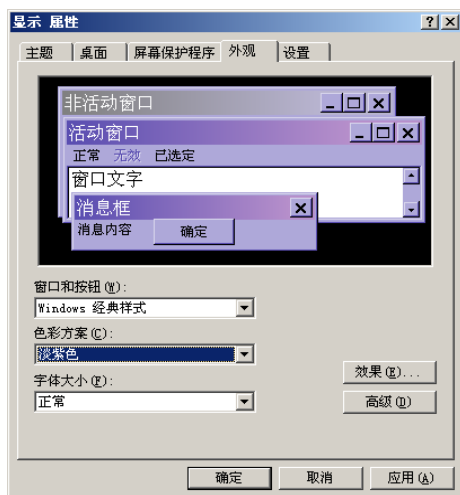 显示 属性
主题 桌面 屏幕保护程序 外观 设置
非活动窗口
活动窗口
正常 无效 已选定
窗口文字
消息框
消息内容 确定
窗口和按钮(W):
Windows 经典样式
色彩方案(C):
淡紫色
字体大小(F):
正常
效果(E)...
高级(D)
确定 取消 应用(A)